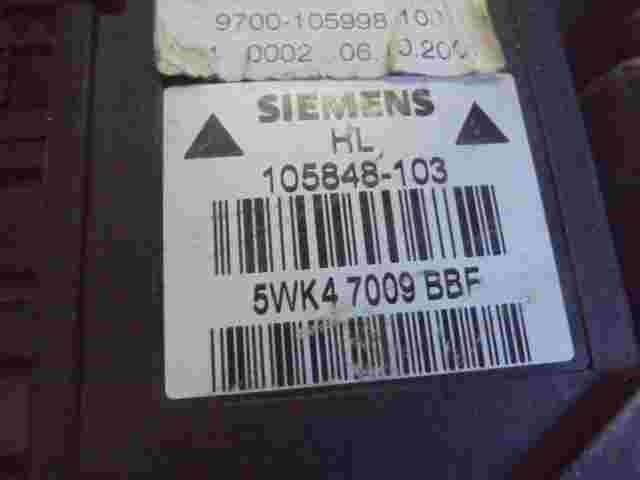 9700-105998
0002 06
SIEMENS
HL
105848-103
5WK4 7009 BBF